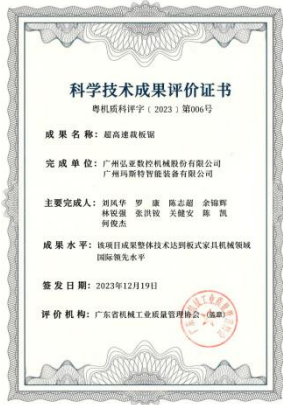 科学技术成果评价证书
粤机质科评字（2023）第006号
成果名称：超高速裁板锯
完成单位：广州弘亚数控机械股份有限公司
广州玛斯特智能装备有限公司
主要完成人：刘风华 罗康 陈志超 余锦辉
林锐强 张洪铵 关健安 陈凯
何俊杰
成果水平：该项目成果整体技术达到板式家具机械领域
国际领先水平
签发日期：2023年12月19日
评价机构：广东省机械工业质量管理协会